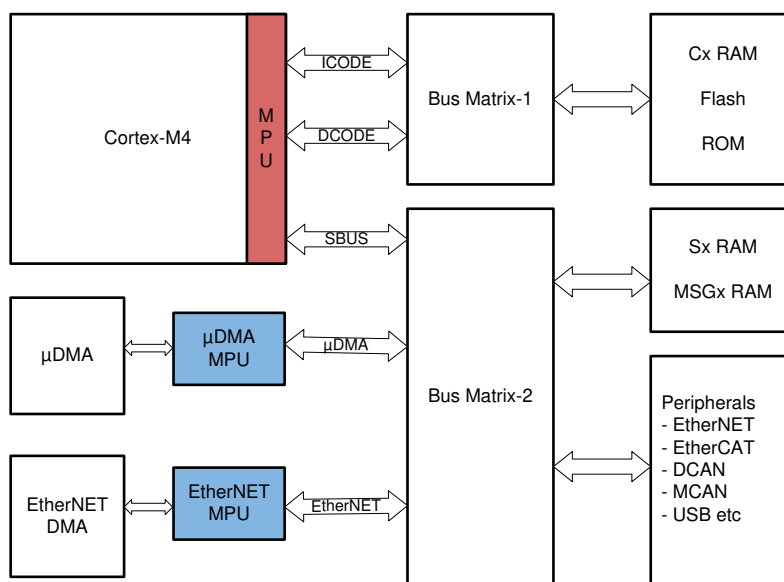 Cortex-M4
M
P
U
ICODE
DCODE
SBUS
Bus Matrix-1
Cx RAM
Flash
ROM
Sx RAM
MSGx RAM
µDMA
µDMA
MPU
µDMA
Bus Matrix-2
Peripherals
- EtherNET
- EtherCAT
- DCAN
- MCAN
- USB etc
EtherNET
DMA
EtherNET
MPU
EtherNET